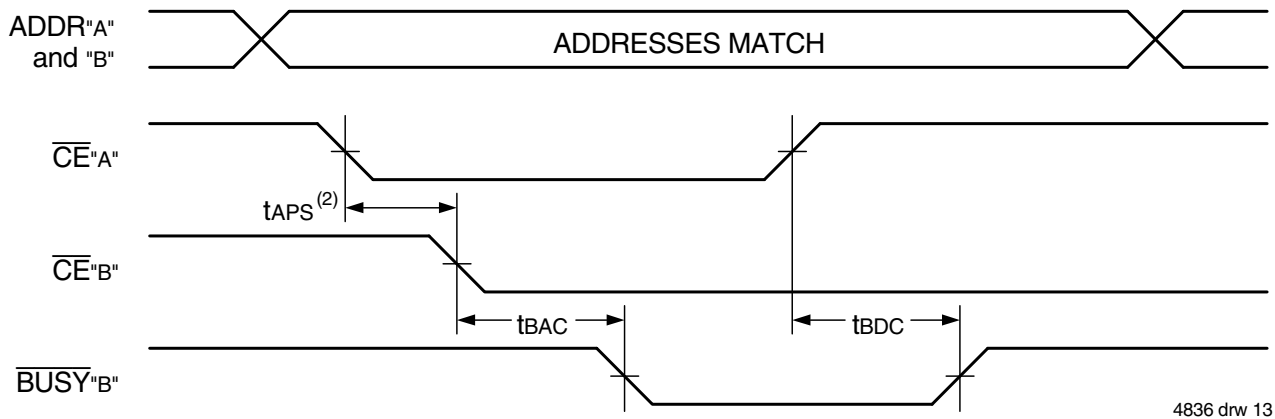 ADDR"A"
and "B"
ADDRESSES MATCH
CE"A"
tAPS(2)
CE"B"
tBAC
tBDC
BUSY"B"
4836 drw 13